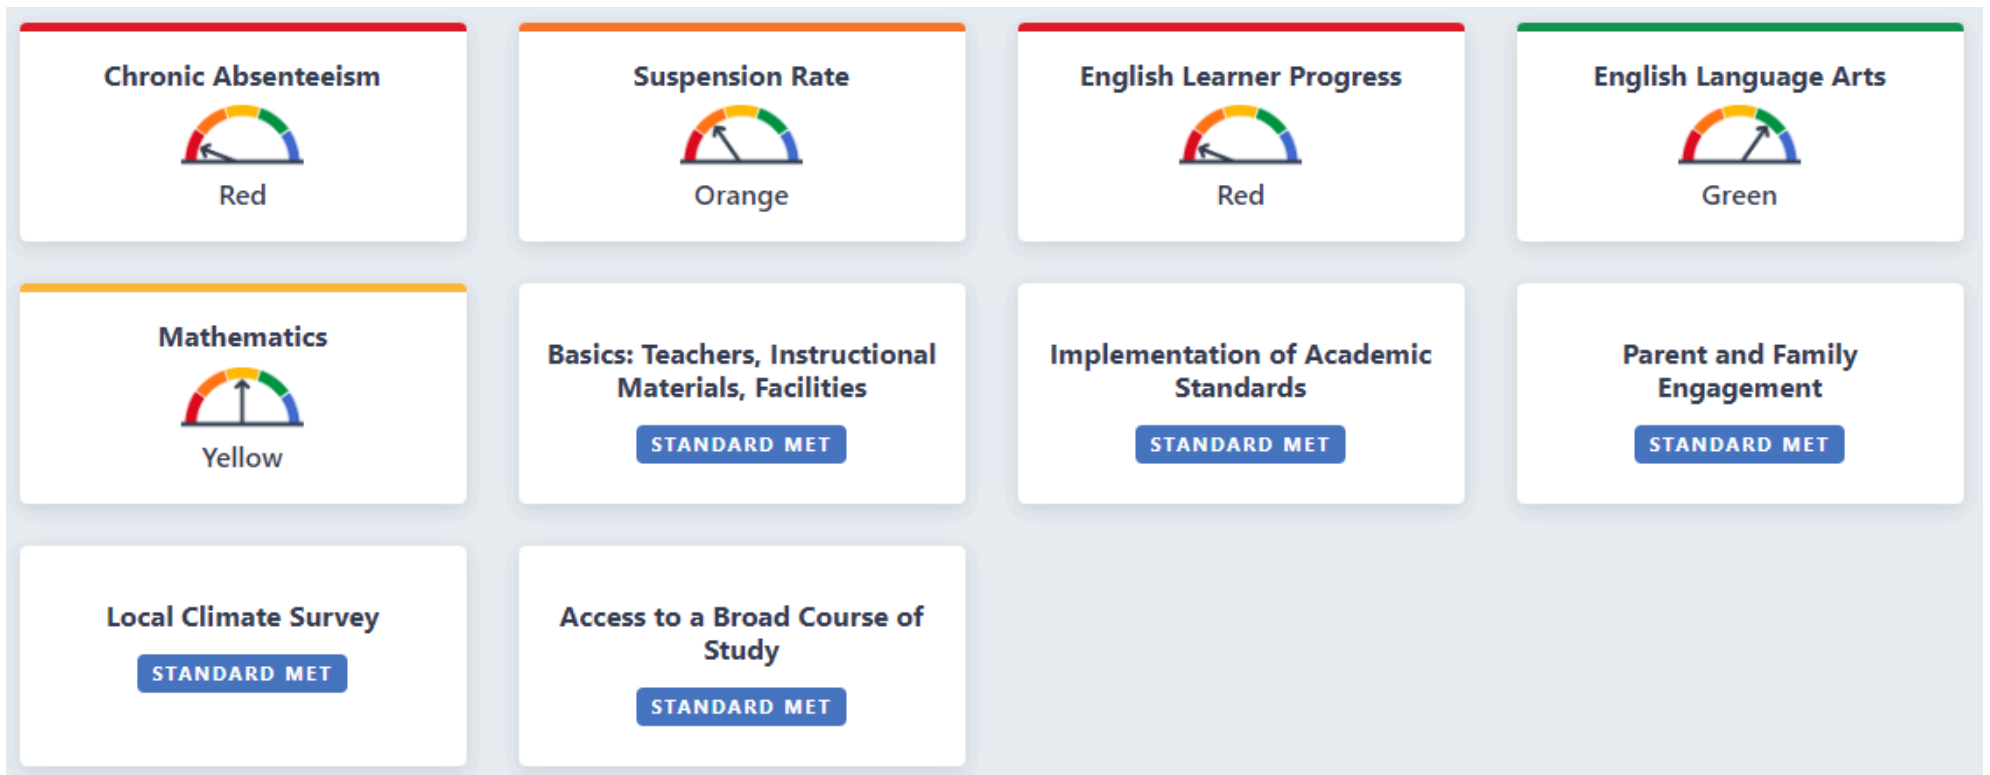 Chronic Absenteeism
Red
Suspension Rate
Orange
English Learner Progress
Red
English Language Arts
Green
Mathematics
Yellow
Basics: Teachers, Instructional
Materials, Facilities
STANDARD MET
Implementation of Academic
Standards
STANDARD MET
Parent and Family
Engagement
STANDARD MET
Local Climate Survey
STANDARD MET
Access to a Broad Course of
Study
STANDARD MET